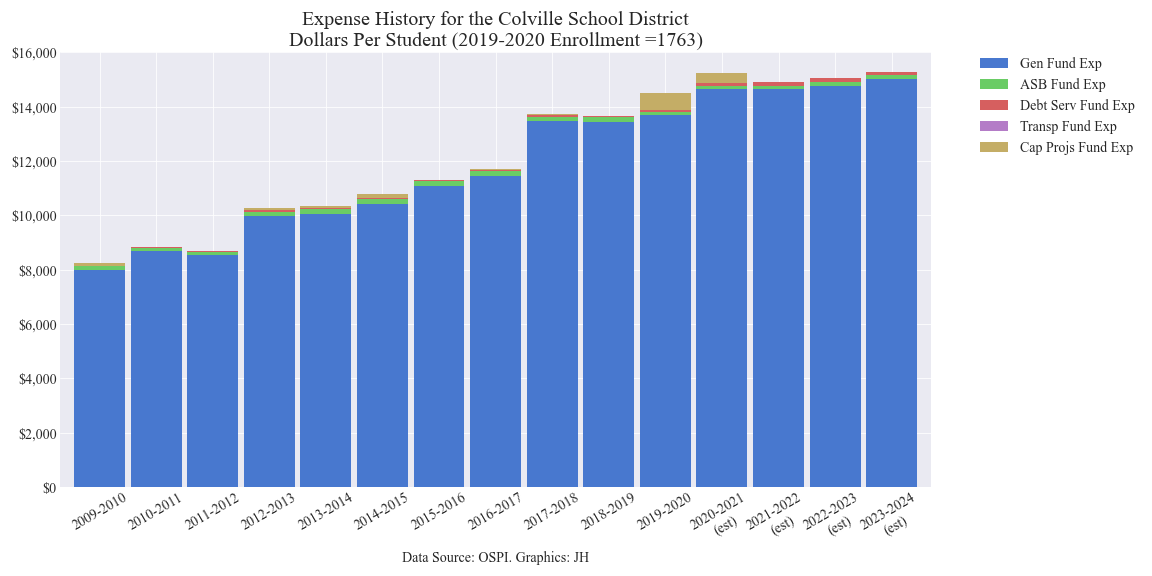 Expense History for the Colville School District
Dollars Per Student (2019-2020 Enrollment =1763)
$16,000
$14,000
$12,000
$10,000
$8,000
$6,000
$4,000
$2,000
$0
Gen Fund Exp
ASB Fund Exp
Debt Serv Fund Exp
Transp Fund Exp
Cap Projs Fund Exp
2009-2010
2010-2011
2011-2012
2012-2013
2013-2014
2014-2015
2015-2016
2016-2017
2017-2018
2018-2019
2019-2020
2020-2021
(est)
2021-2022
(est)
2022-2023
(est)
2023-2024
(est)
Data Source: OSPI. Graphics: JH